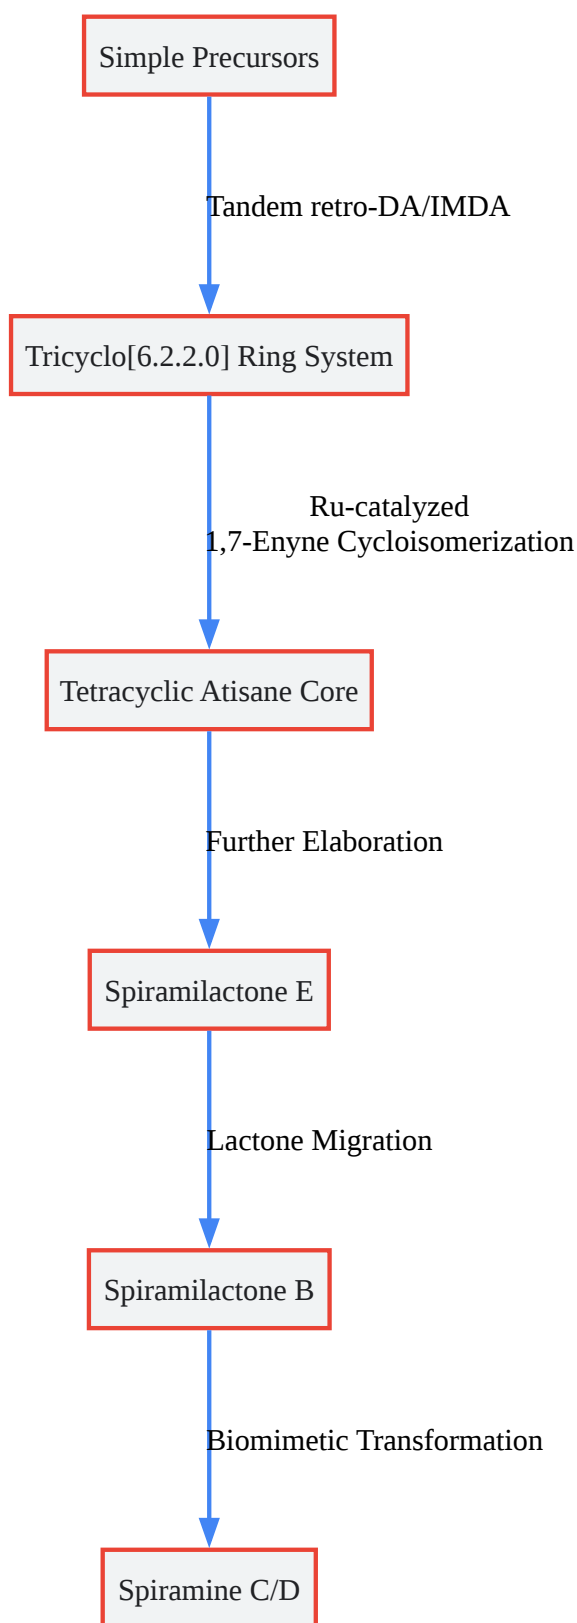 Simple Precursors
Tandem retro-DA/IMDA
Tricyclo[6.2.2.0] Ring System
Ru-catalyzed
1,7-Enyne Cycloisomerization
Tetracyclic Atisane Core
Further Elaboration
Spiramilactone E
Lactone Migration
Spiramilactone B
Biomimetic Transformation
Spiramine C/D